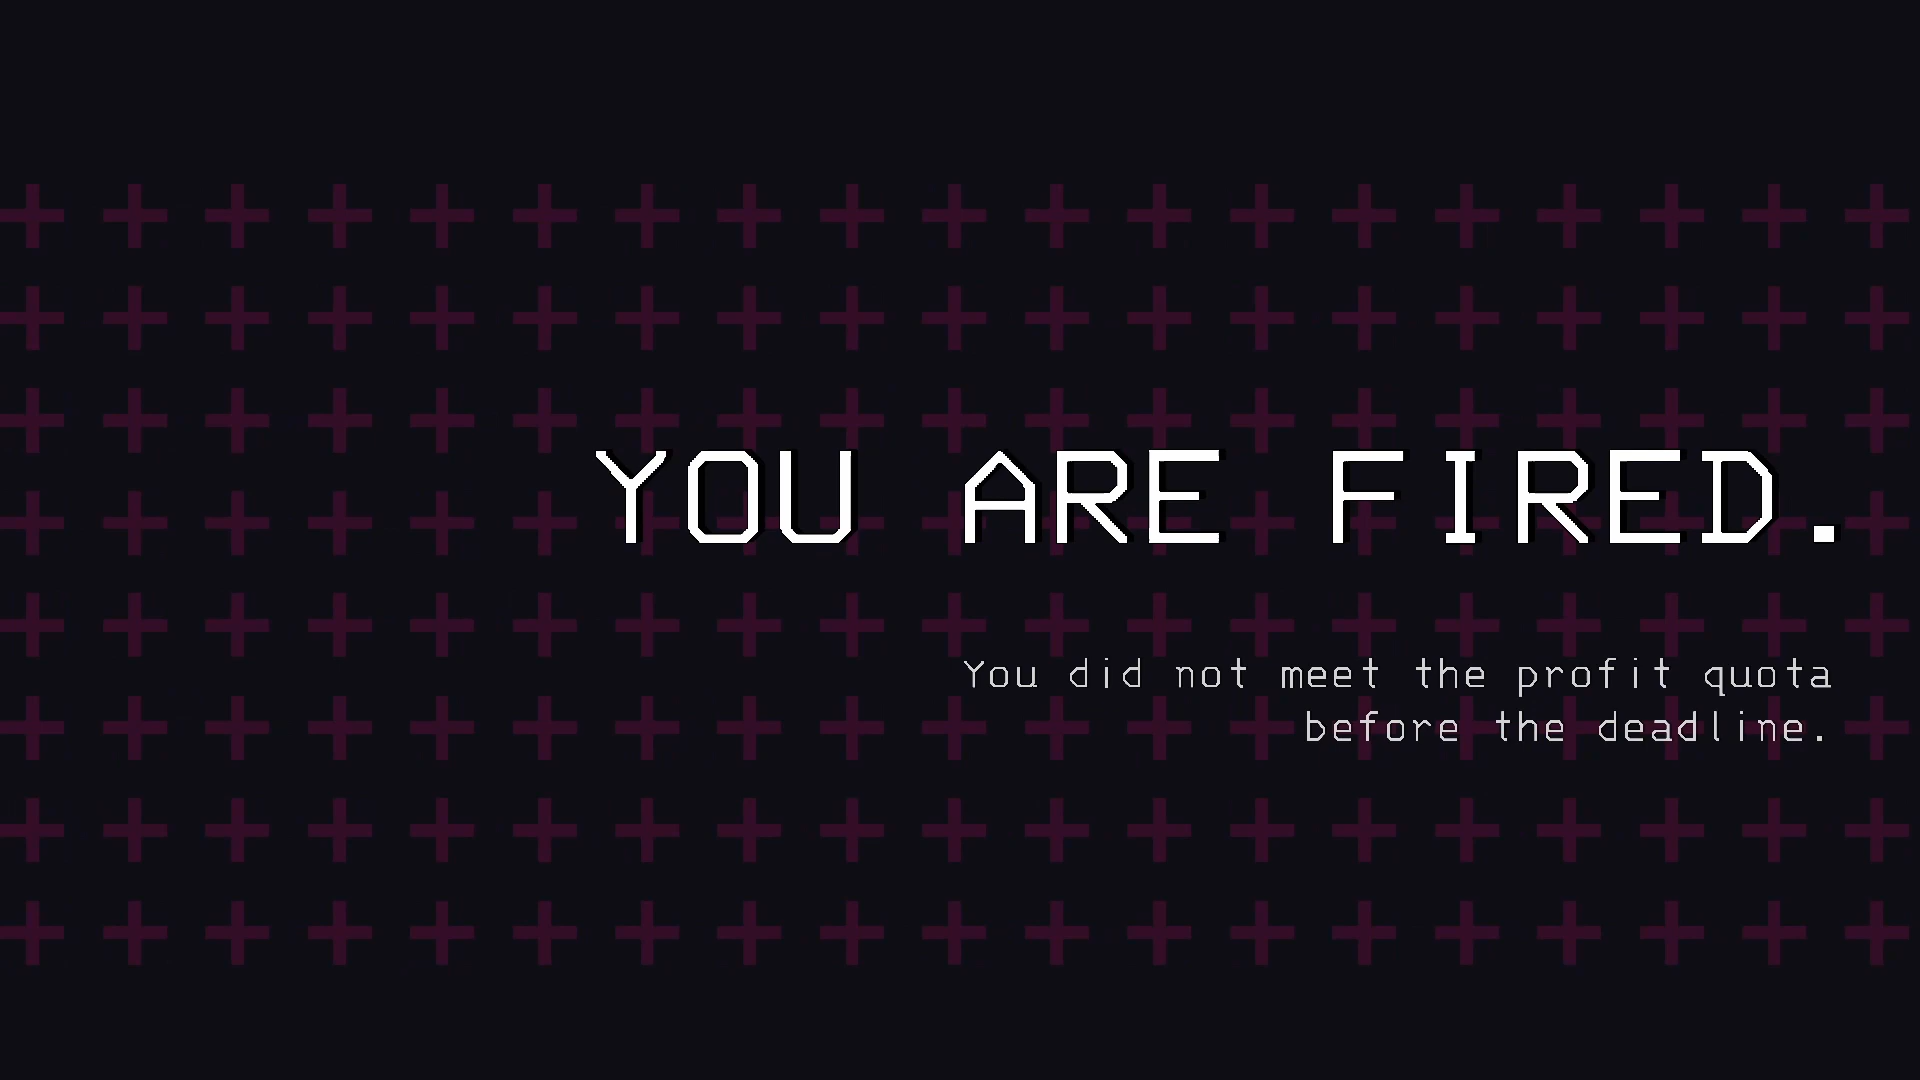 YOU ARE FIRED.
You did not meet the profit quota
before the deadline.